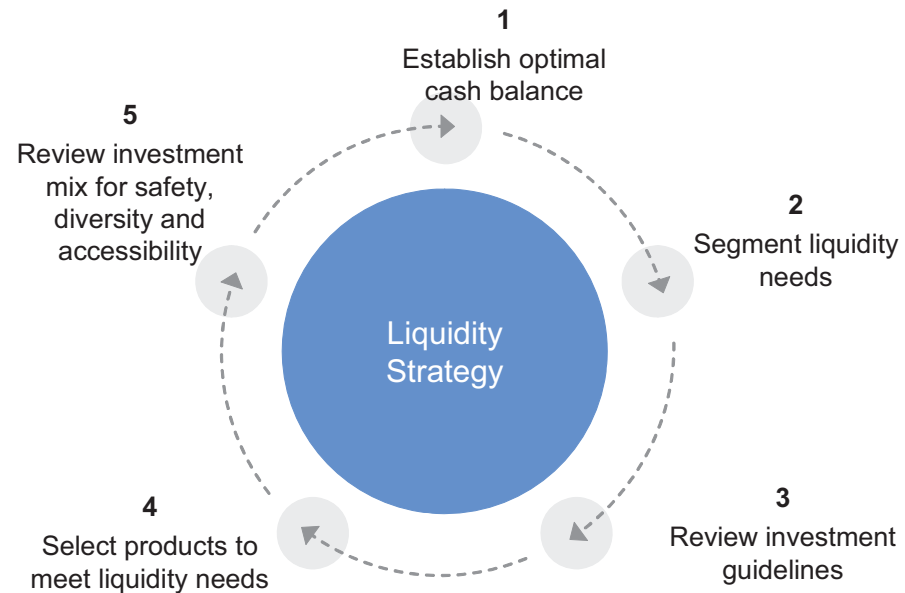 1
Establish optimal
cash balance
2
Segment liquidity
needs
3
Review investment
guidelines
4
Select products to
meet liquidity needs
5
Review investment
mix for safety,
diversity and
accessibility
Liquidity
Strategy